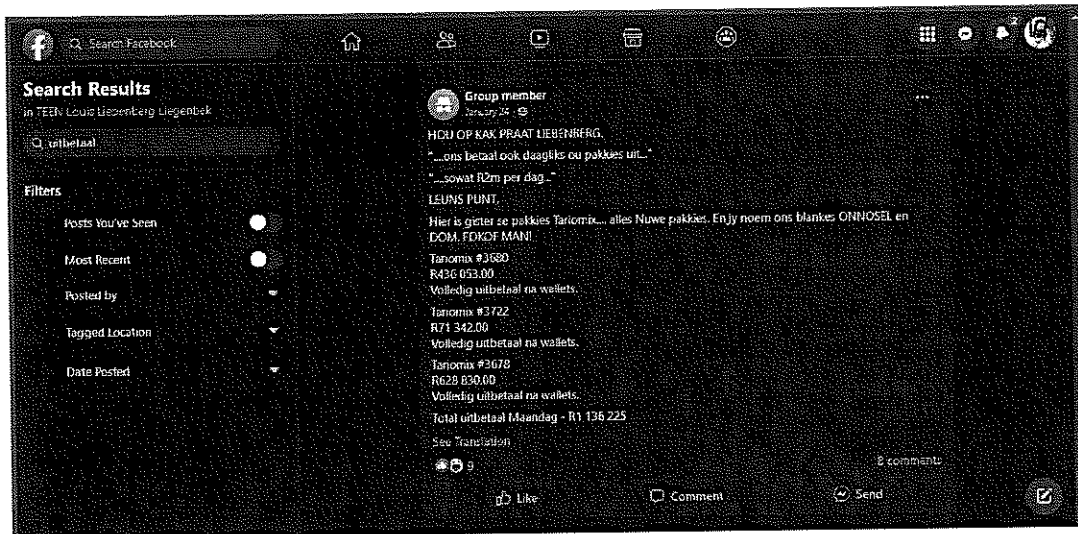 Search Facebook
2
Search Results
in TEEN Louis Liebenberg Liegenbek
uitbetaal
Filters
Posts You've Seen
Most Recent
Posted by
Tagged Location
Date Posted
Group member
January 24
HOU OP KAK PRAAT LIEBENBERG.
"....ons betaal ook daagliks ou pakkies uit..."
"....sowat R2m per dag..."
LEUNS PUNT.
Hier is gister se pakkies Tariomix.... alles Nuwe pakkies. En jy noem ons blankes ONNOSEL en
DOM. MAN!
Tariomix #3680
R436 053.00
Volledig uitbetaal na wallets.
Tariomix #3722
R71 342.00
Volledig uitbetaal na wallets.
Tariomix #3678
R628 830.00
Volledig uitbetaal na wallets.
Total uitbetaal Maandag - R1 136 225
See Translation
9
8 comments
Like
Comment
Send